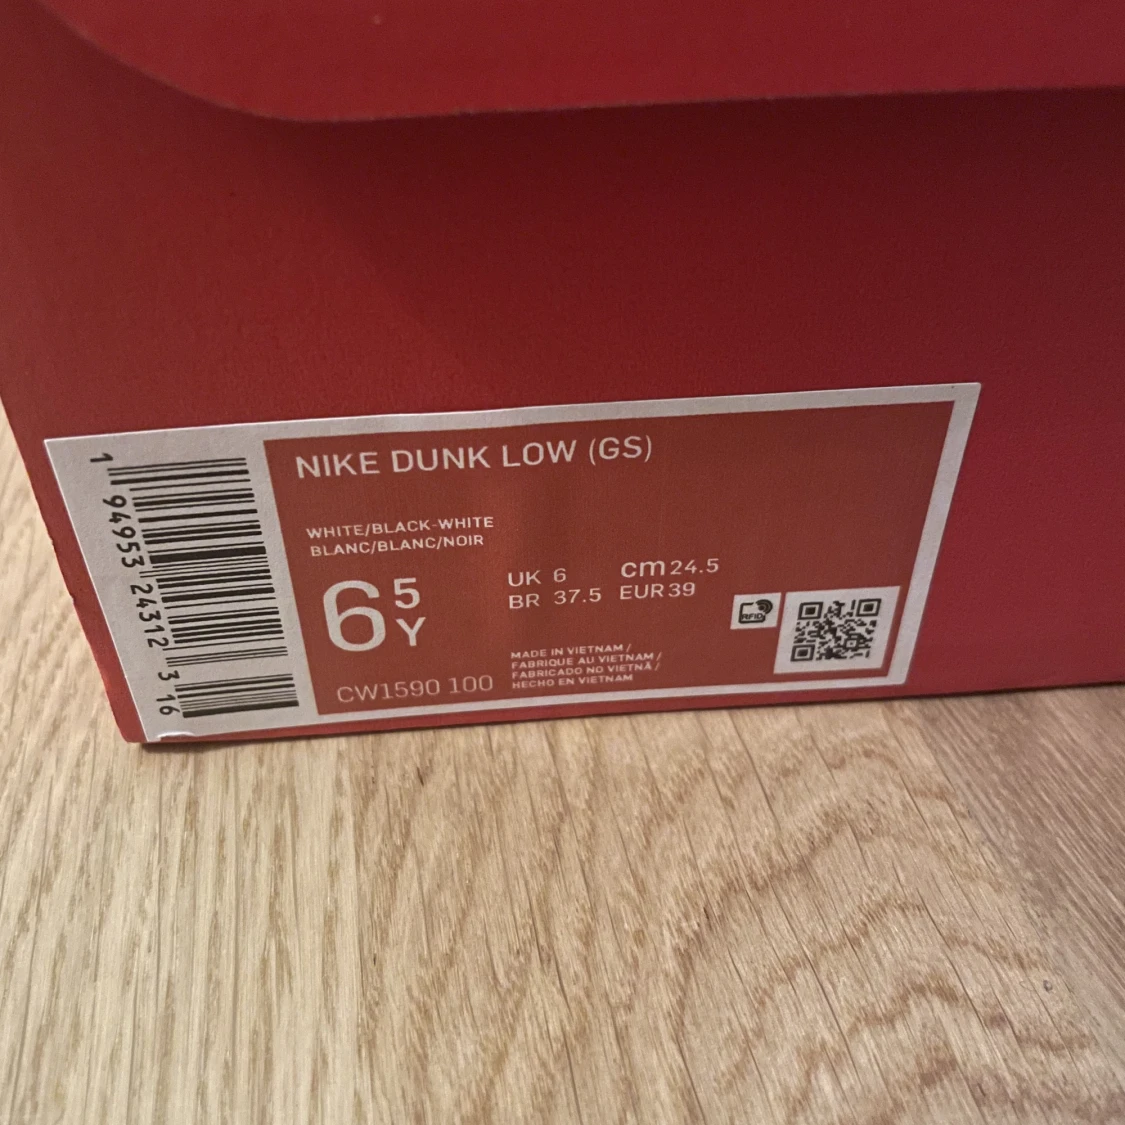 NIKE DUNK LOW (GS)
WHITE/BLACK-WHITE
BLANC/BLANC/NOIR
6 5 Y
UK 6 cm 24.5
BR 37.5 EUR 39
MADE IN VIETNAM /
FABRIQUE AU VIETNAM /
FABRICADO NO VIETNÃ /
HECHO EN VIETNAM
CW1590 100
RFID
1 94953 24312 3 16